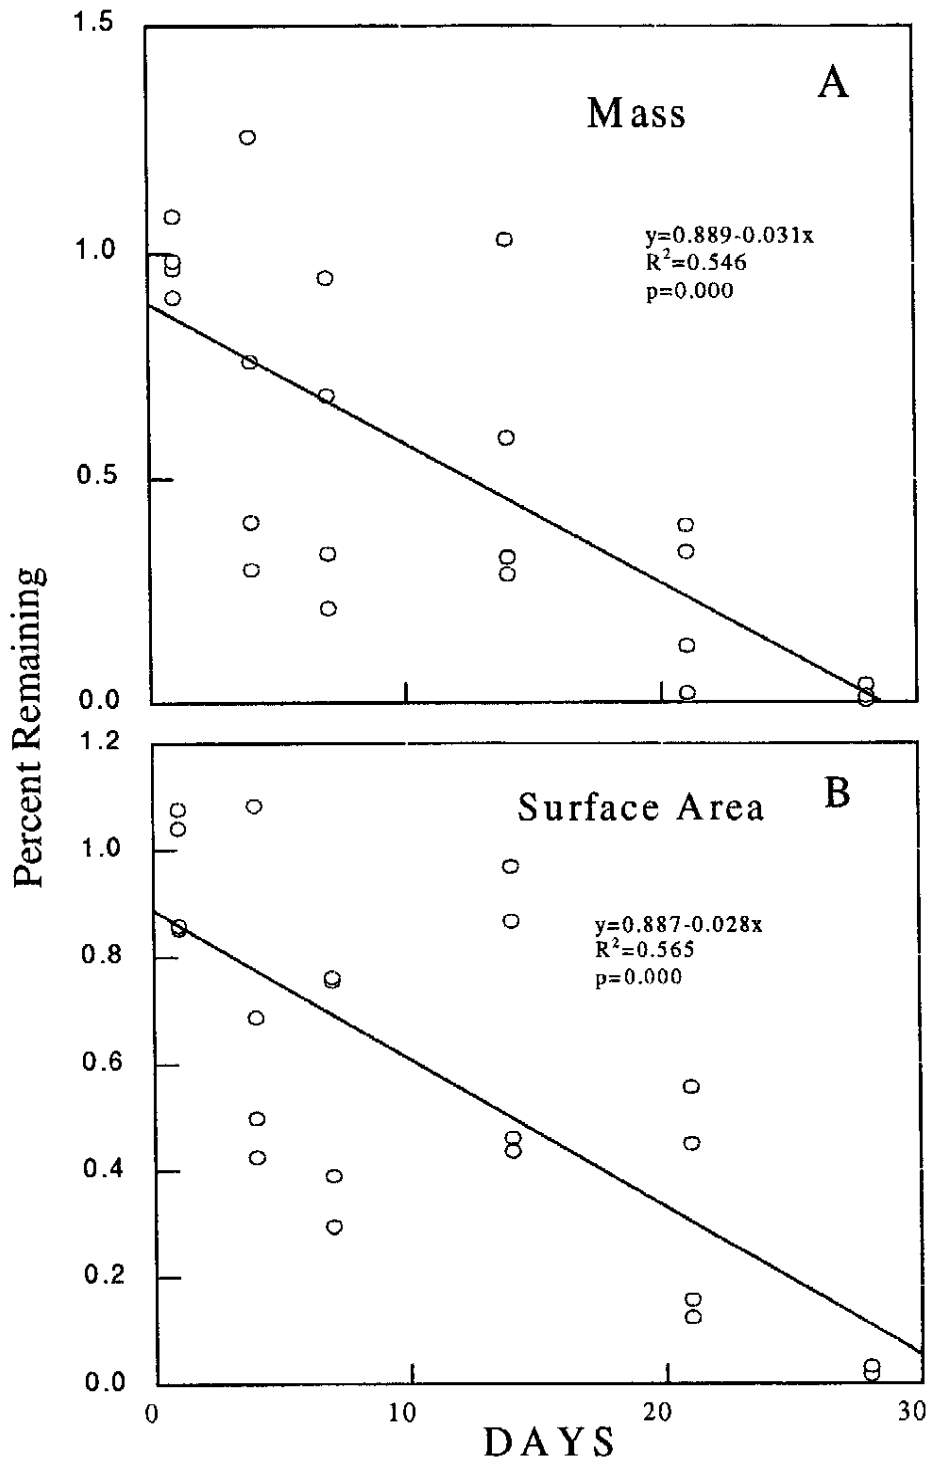 1.5
A
Mass
1.0
y=0.889-0.031x
R²=0.546
p=0.000
0.5
0.0
Percent Remaining
1.2
B
Surface Area
1.0
y=0.887-0.028x
R²=0.565
p=0.000
0.8
0.6
0.4
0.2
0.0
0 10 20 30
DAYS